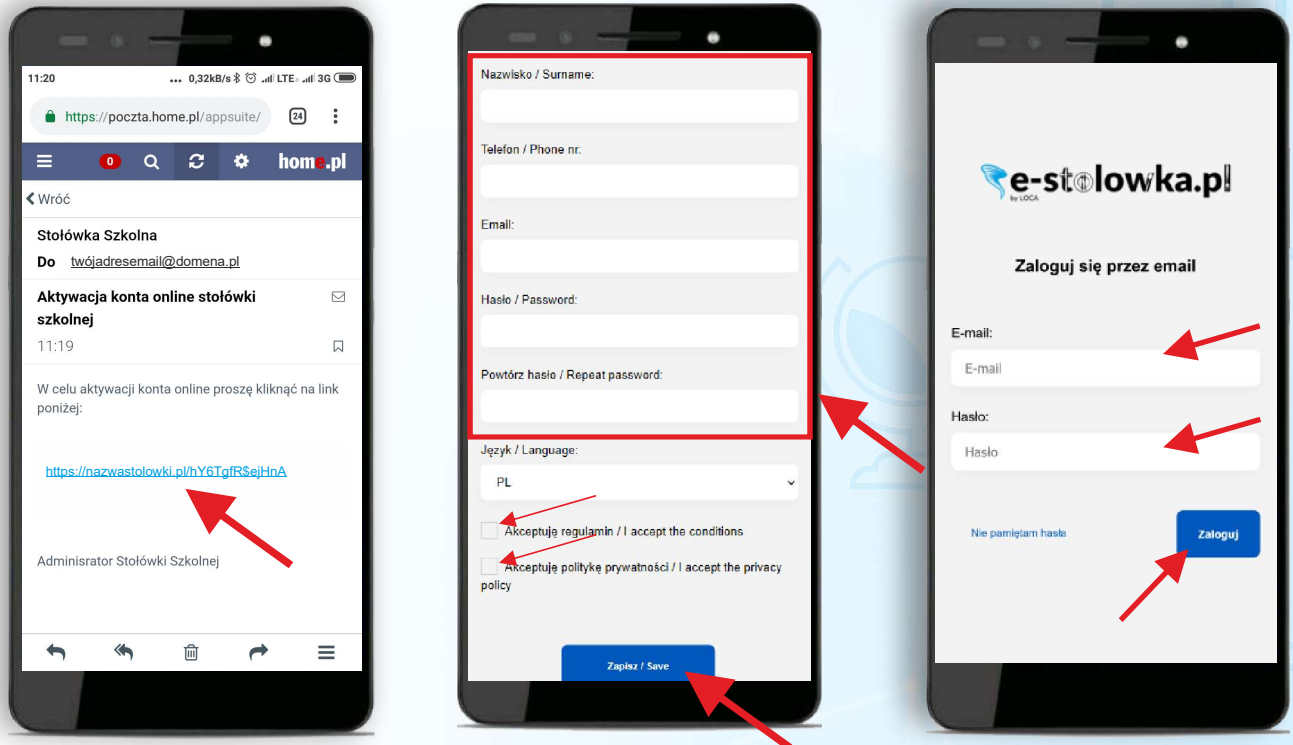 11:20 ... 0,32kB/s LTE 3G
https://poczta.home.pl/appsuite/ 24
0 home.pl
Wróć
Stołówka Szkolna
Do twójadresemail@domena.pl
Aktywacja konta online stołówki
szkolnej
11:19
W celu aktywacji konta online proszę kliknąć na link
poniżej:
https://nazwastolowki.pl/hY6TgfR$ejHnA
Adminisrator Stołówki Szkolnej
Nazwisko / Surname:
Telefon / Phone nr:
Email:
Hasło / Password:
Powtórz hasło / Repeat password:
Język / Language:
PL
Akceptuję regulamin / I accept the conditions
Akceptuję politykę prywatności / I accept the privacy
policy
Zapisz / Save
e-stolowka.pl
by LOCA
Zaloguj się przez email
E-mail:
E-mail
Hasło:
Hasło
Nie pamiętam hasła
Zaloguj